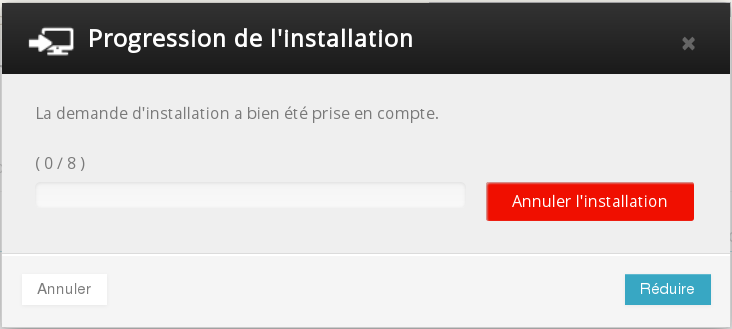 Progression de l'installation
La demande d'installation a bien été prise en compte.
( 0 / 8 )
Annuler l'installation
Annuler
Réduire